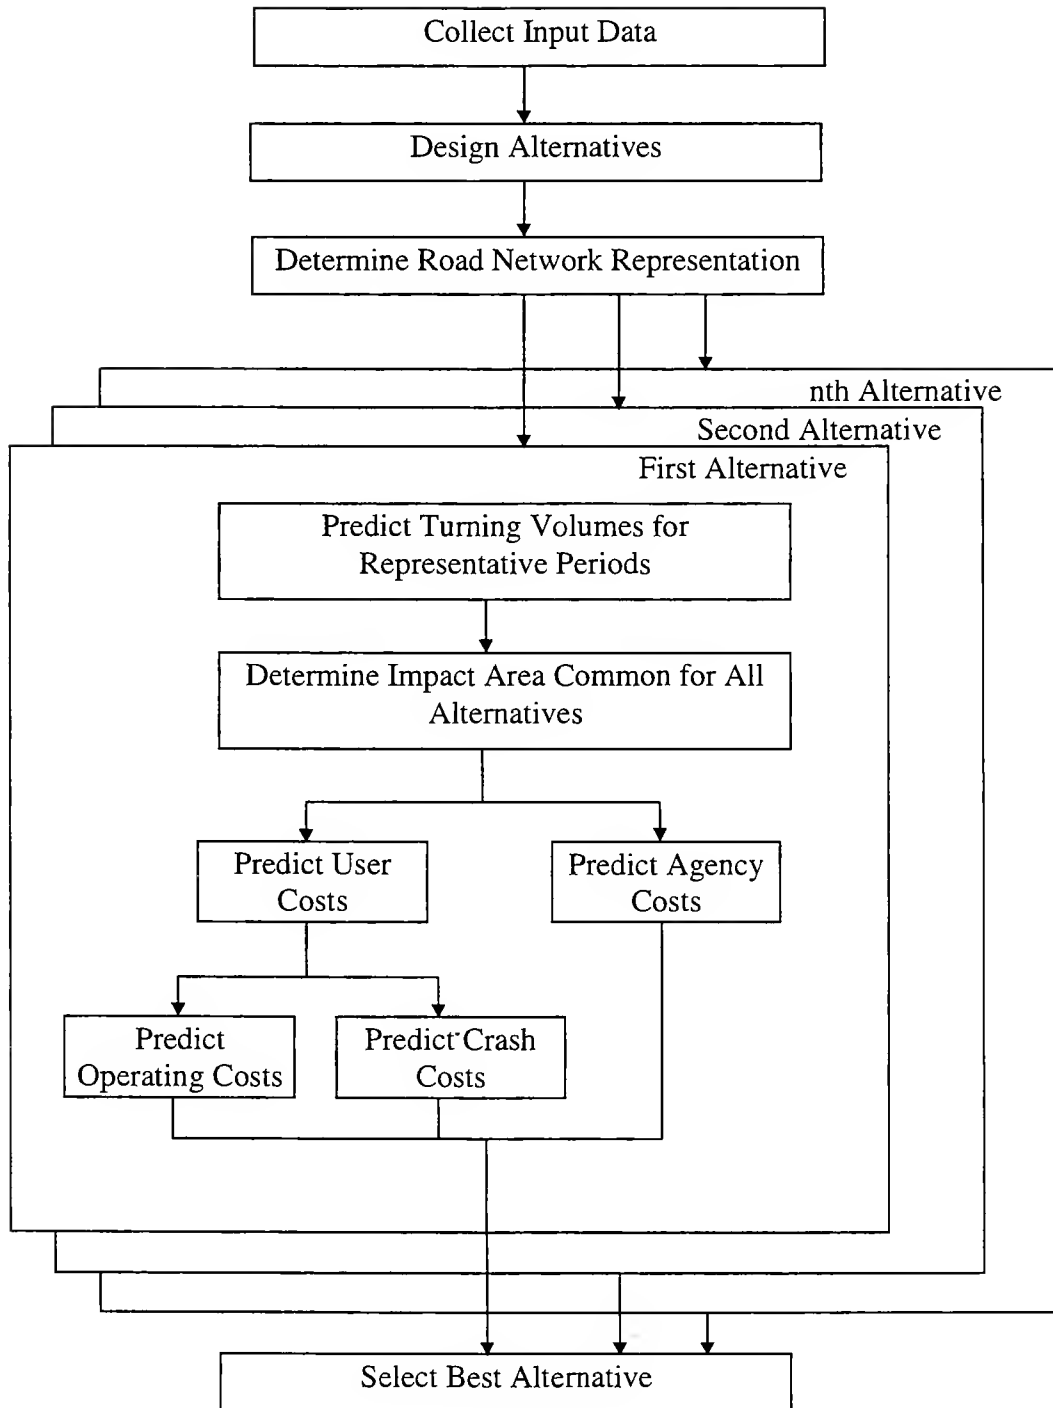 Collect Input Data
Design Alternatives
Determine Road Network Representation
nth Alternative
Second Alternative
First Alternative
Predict Turning Volumes for
Representative Periods
Determine Impact Area Common for All
Alternatives
Predict User
Costs
Predict Agency
Costs
Predict
Operating Costs
Predict Crash
Costs
Select Best Alternative